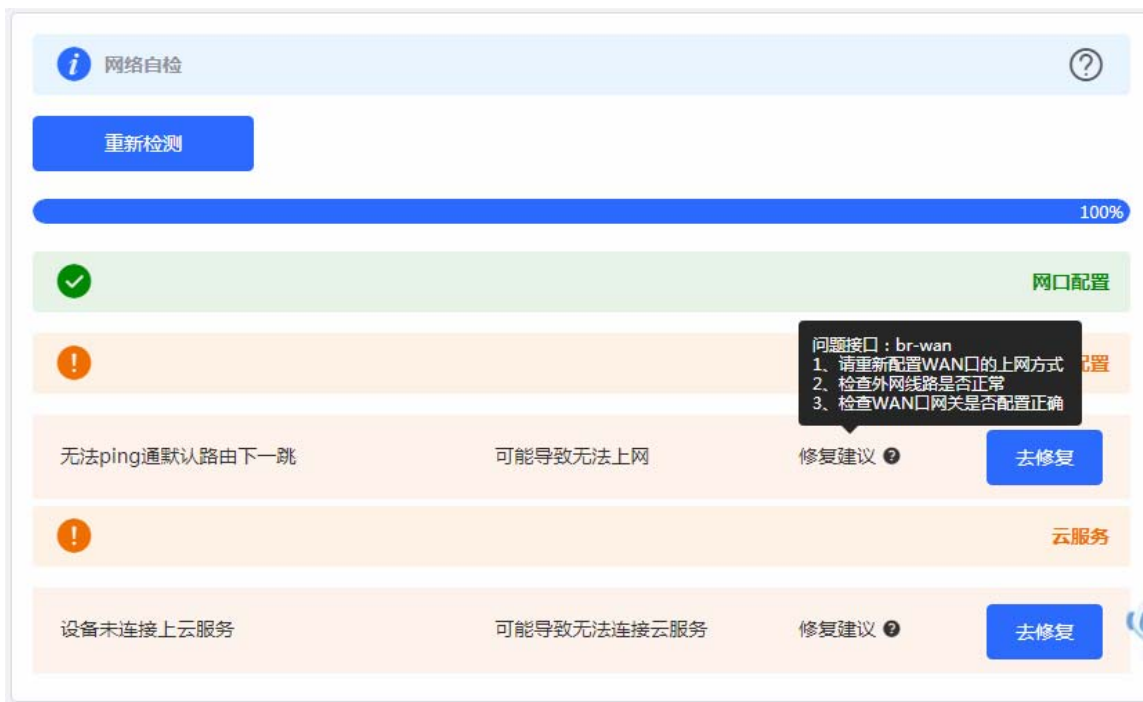 网络自检
重新检测
100%
网口配置
问题接口：br-wan
1、请重新配置WAN口的上网方式
2、检查外网线路是否正常
3、检查WAN口网关是否配置正确
置
无法ping通默认路由下一跳 可能导致无法上网 修复建议 去修复
云服务
设备未连接上云服务 可能导致无法连接云服务 修复建议 去修复